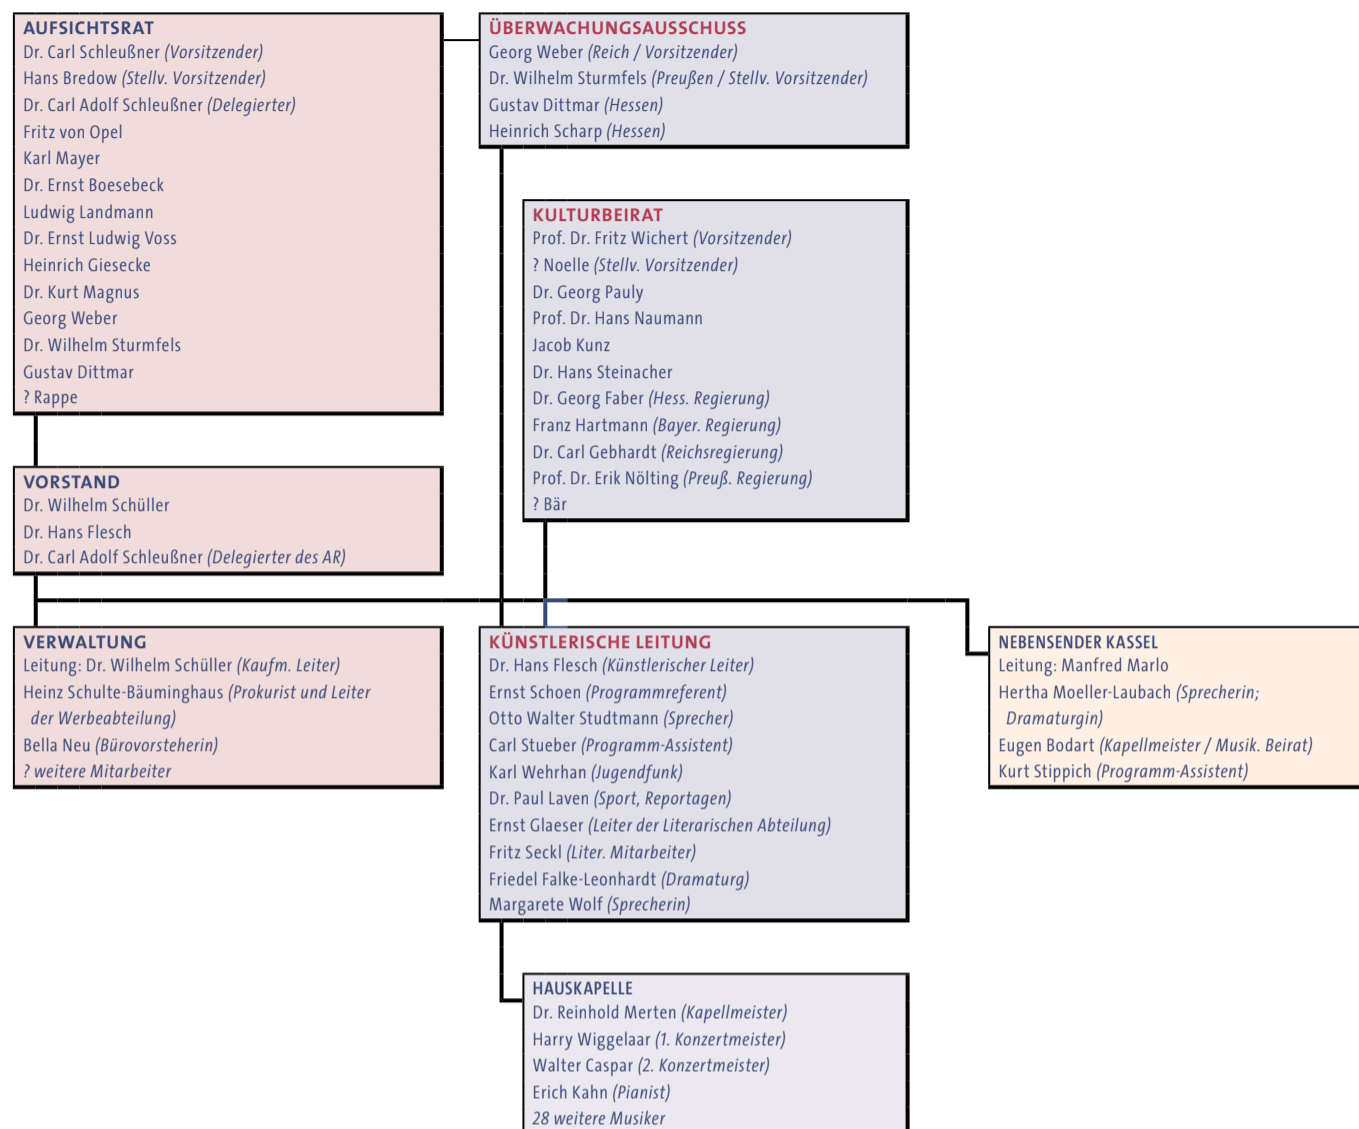 AUFSICHTSRAT
Dr. Carl Schleußner (Vorsitzender)
Hans Bredow (Stellv. Vorsitzender)
Dr. Carl Adolf Schleußner (Delegierter)
Fritz von Opel
Karl Mayer
Dr. Ernst Boesebeck
Ludwig Landmann
Dr. Ernst Ludwig Voss
Heinrich Giesecke
Dr. Kurt Magnus
Georg Weber
Dr. Wilhelm Sturmfels
Gustav Dittmar
? Rappe
ÜBERWACHUNGSAUSSCHUSS
Georg Weber (Reich / Vorsitzender)
Dr. Wilhelm Sturmfels (Preußen / Stellv. Vorsitzender)
Gustav Dittmar (Hessen)
Heinrich Scharp (Hessen)
KULTURBEIRAT
Prof. Dr. Fritz Wichert (Vorsitzender)
? Noelle (Stellv. Vorsitzender)
Dr. Georg Pauly
Prof. Dr. Hans Naumann
Jacob Kunz
Dr. Hans Steinacher
Dr. Georg Faber (Hess. Regierung)
Franz Hartmann (Bayer. Regierung)
Dr. Carl Gebhardt (Reichsregierung)
Prof. Dr. Erik Nölting (Preuß. Regierung)
? Bär
VORSTAND
Dr. Wilhelm Schüller
Dr. Hans Flesch
Dr. Carl Adolf Schleußner (Delegierter des AR)
VERWALTUNG
Leitung: Dr. Wilhelm Schüller (Kaufm. Leiter)
Heinz Schulte-Bäuminghaus (Prokurist und Leiter
der Werbeabteilung)
Bella Neu (Bürovorsteherin)
? weitere Mitarbeiter
KÜNSTLERISCHE LEITUNG
Dr. Hans Flesch (Künstlerischer Leiter)
Ernst Schoen (Programmreferent)
Otto Walter Studtmann (Sprecher)
Carl Stueber (Programm-Assistent)
Karl Wehrhan (Jugendfunk)
Dr. Paul Laven (Sport, Reportagen)
Ernst Glaeser (Leiter der Literarischen Abteilung)
Fritz Seckl (Liter. Mitarbeiter)
Friedel Falke-Leonhardt (Dramaturg)
Margarete Wolf (Sprecherin)
NEBENSENDER KASSEL
Leitung: Manfred Marlo
Hertha Moeller-Laubach (Sprecherin;
Dramaturgin)
Eugen Bodart (Kapellmeister / Musik. Beirat)
Kurt Stippich (Programm-Assistent)
HAUSKAPELLE
Dr. Reinhold Merten (Kapellmeister)
Harry Wiggelaar (1. Konzertmeister)
Walter Caspar (2. Konzertmeister)
Erich Kahn (Pianist)
28 weitere Musiker